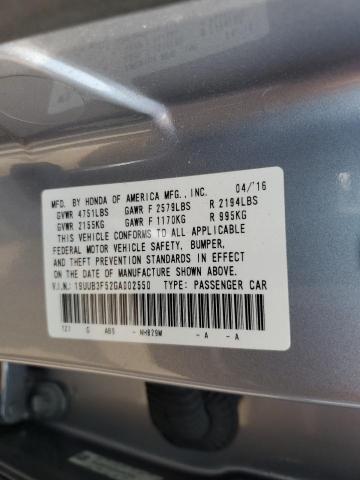 MFD. BY HONDA OF AMERICA MFG., INC. 04/'16
GVWR 4751LBS GAWR F 2579LBS R 2194LBS
GVWR 2155KG GAWR F 1170KG R 995KG
THIS VEHICLE CONFORMS TO ALL APPLICABLE
FEDERAL MOTOR VEHICLE SAFETY, BUMPER,
AND THEFT PREVENTION STANDARDS IN EFFECT
ON THE DATE OF MANUFACTURE SHOWN ABOVE.
V.I.N.: 19UUB3F52GA002550 TYPE: PASSENGER CAR
G ABS - NH829M - A - A